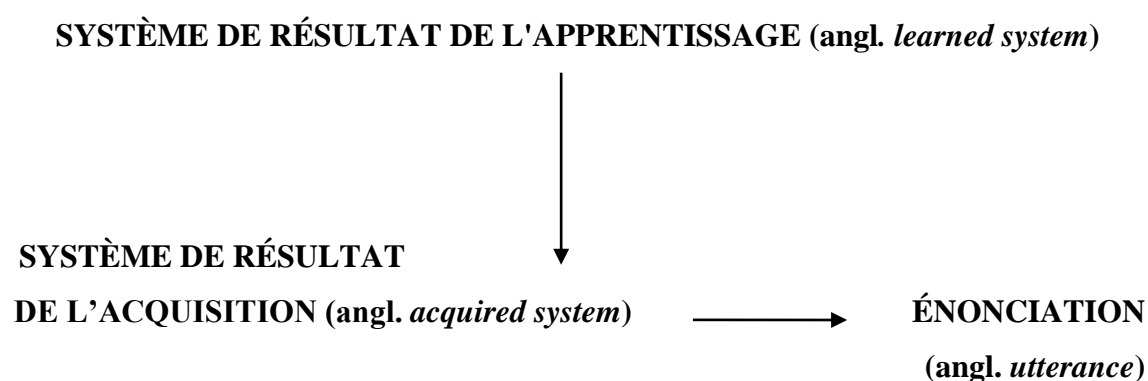 SYSTÈME DE RÉSULTAT DE L'APPRENTISSAGE (angl. learned system)
SYSTÈME DE RÉSULTAT
DE L’ACQUISITION (angl. acquired system)
ÉNONCIATION
(angl. utterance)